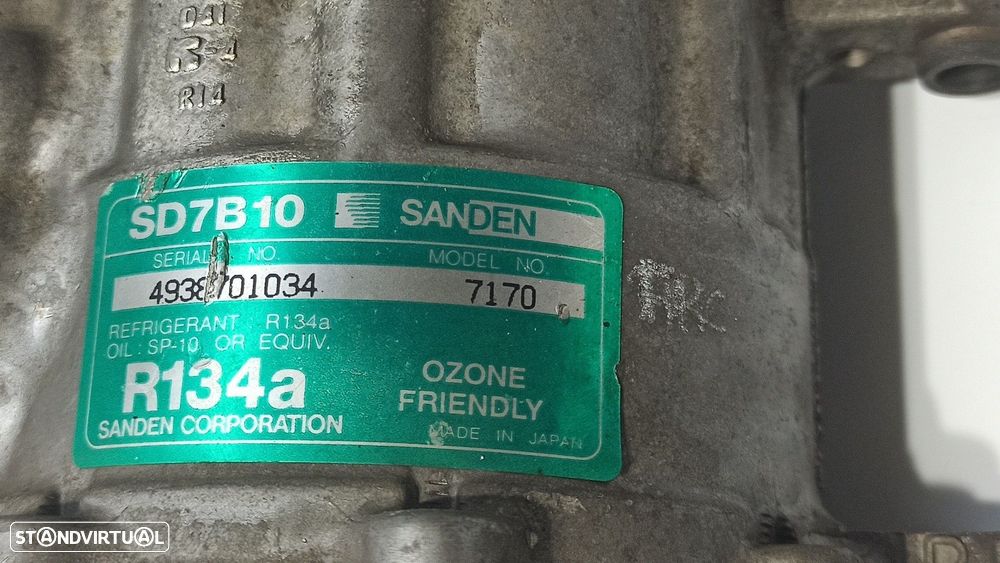 041
3-4
R14
SD7B10 SANDEN
SERIAL NO. MODEL NO.
4938701034 7170
REFRIGERANT R134a
OIL : SP-10 OR EQUIV.
R134a
OZONE
FRIENDLY
SANDEN CORPORATION
MADE IN JAPAN
STANDVIRTUAL